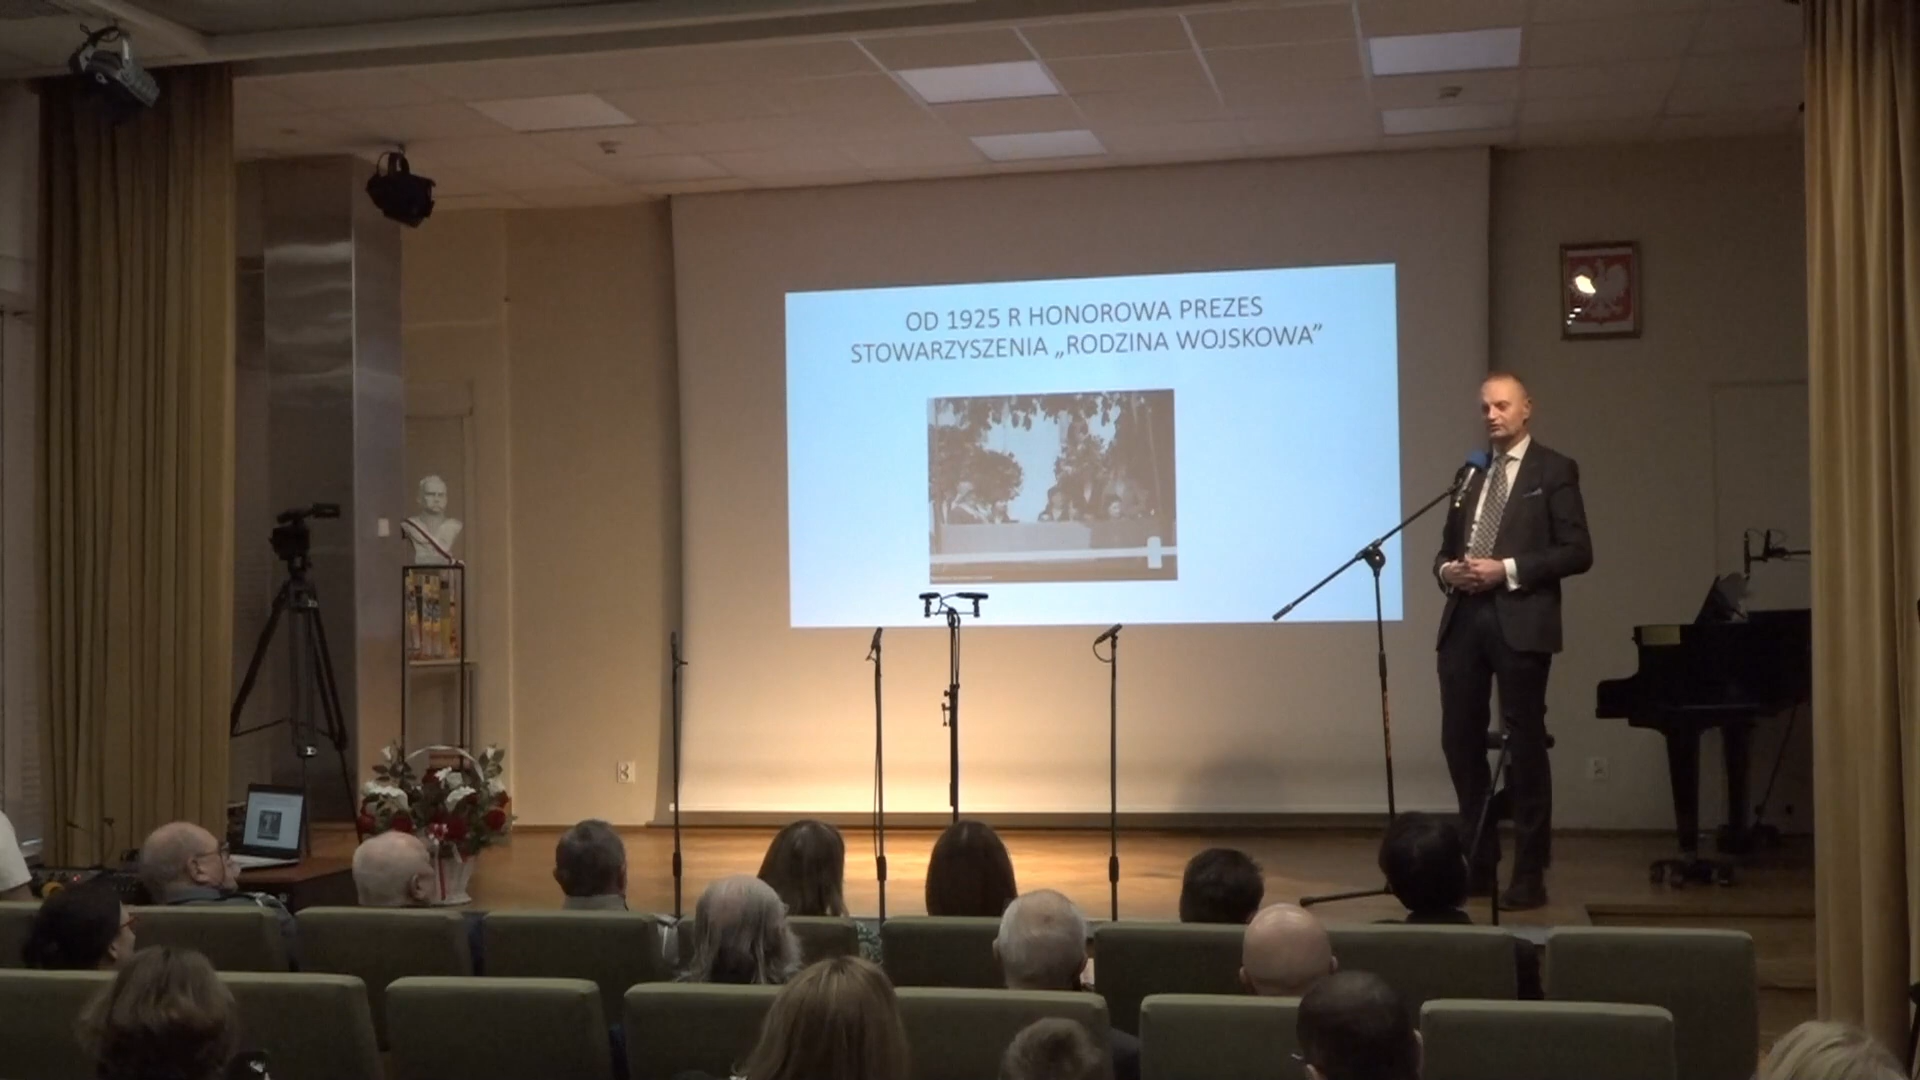 OD 1925 R HONOROWA PREZES
STOWARZYSZENIA „RODZINA WOJSKOWA”